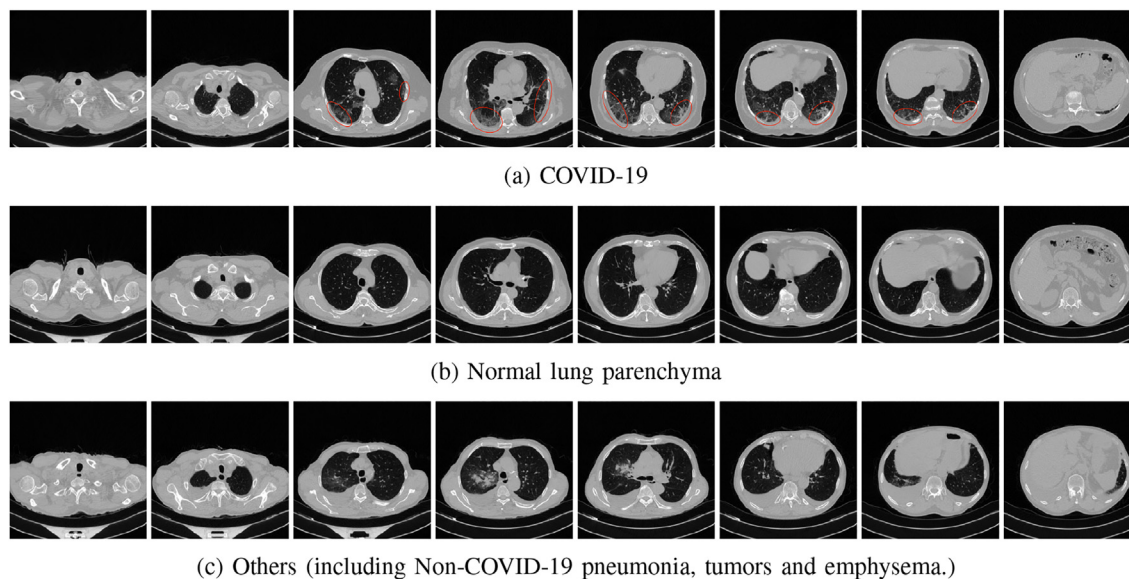 (a) COVID-19
(b) Normal lung parenchyma
(c) Others (including Non-COVID-19 pneumonia, tumors and emphysema.)